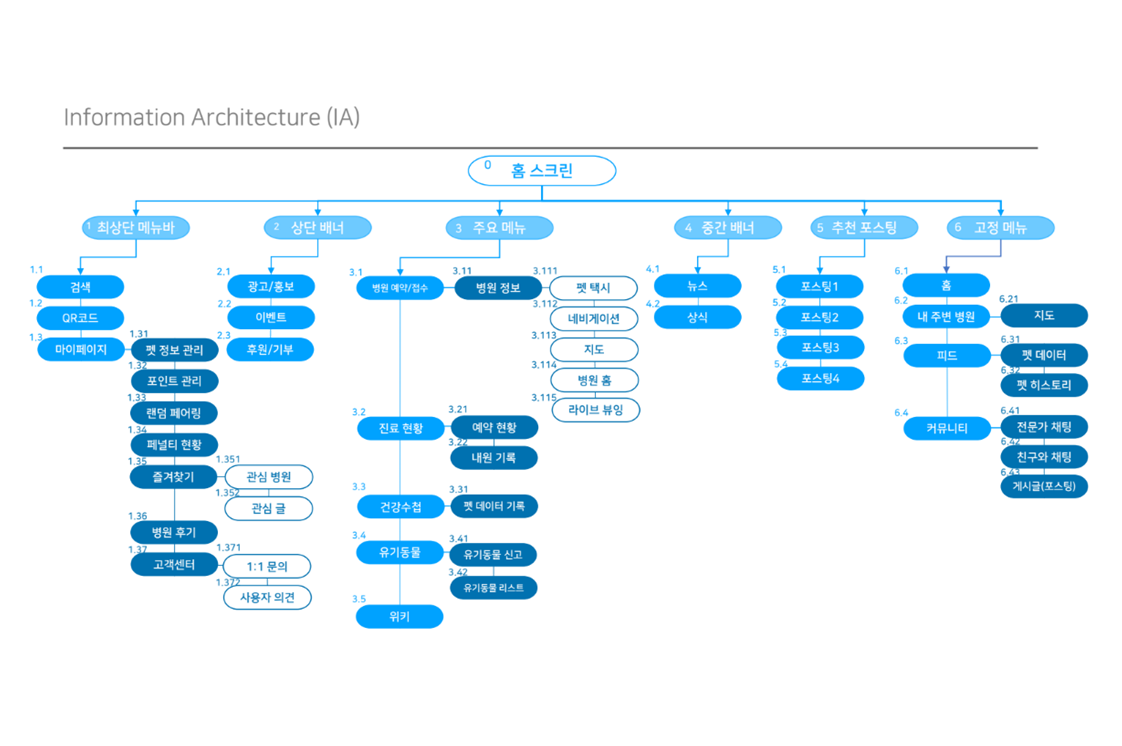 Information Architecture (IA)
0 홈 스크린
1 최상단 메뉴바
2 상단 배너
3 주요 메뉴
4 중간 배너
5 추천 포스팅
6 고정 메뉴
1.1 검색
1.2 QR코드
1.3 마이페이지
1.31 펫 정보 관리
1.32 포인트 관리
1.33 랜덤 페어링
1.34 페널티 현황
1.35 즐겨찾기
1.351 관심 병원
1.352 관심 글
1.36 병원 후기
1.37 고객센터
1.371 1:1 문의
1.372 사용자 의견
2.1 광고/홍보
2.2 이벤트
2.3 후원/기부
3.1 병원 예약/접수
3.11 병원 정보
3.111 펫 택시
3.112 네비게이션
3.113 지도
3.114 병원 홈
3.115 라이브 뷰잉
3.2 진료 현황
3.21 예약 현황
3.22 내원 기록
3.3 건강수첩
3.31 펫 데이터 기록
3.4 유기동물
3.41 유기동물 신고
3.42 유기동물 리스트
3.5 위키
4.1 뉴스
4.2 상식
5.1 포스팅1
5.2 포스팅2
5.3 포스팅3
5.4 포스팅4
6.1 홈
6.2 내 주변 병원
6.21 지도
6.3 피드
6.31 펫 데이터
6.32 펫 히스토리
6.4 커뮤니티
6.41 전문가 채팅
6.42 친구와 채팅
6.43 게시글(포스팅)